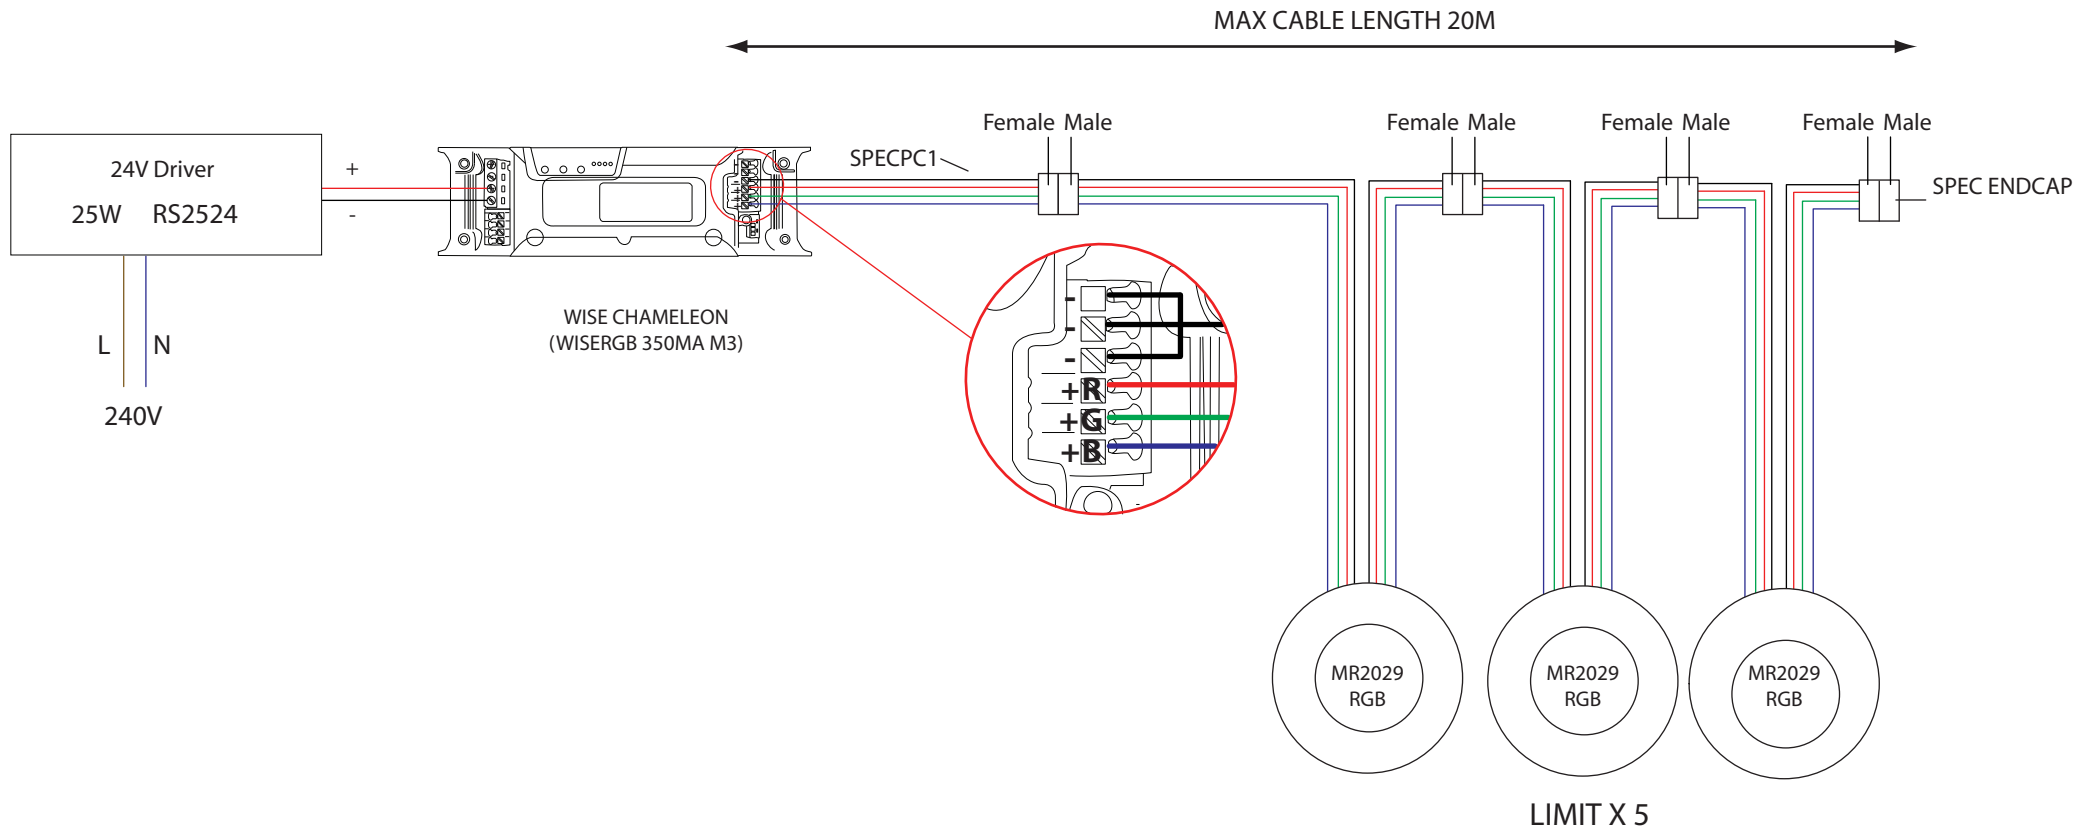 MAX CABLE LENGTH 20M
Female Male
Female Male
Female Male
Female Male
24V Driver
25W RS2524
+
-
SPECPC1
SPEC ENDCAP
WISE CHAMELEON
(WISERGB 350MA M3)
L N
240V
-
-
-
+R
+G
+B
MR2029
RGB
MR2029
RGB
MR2029
RGB
LIMIT X 5